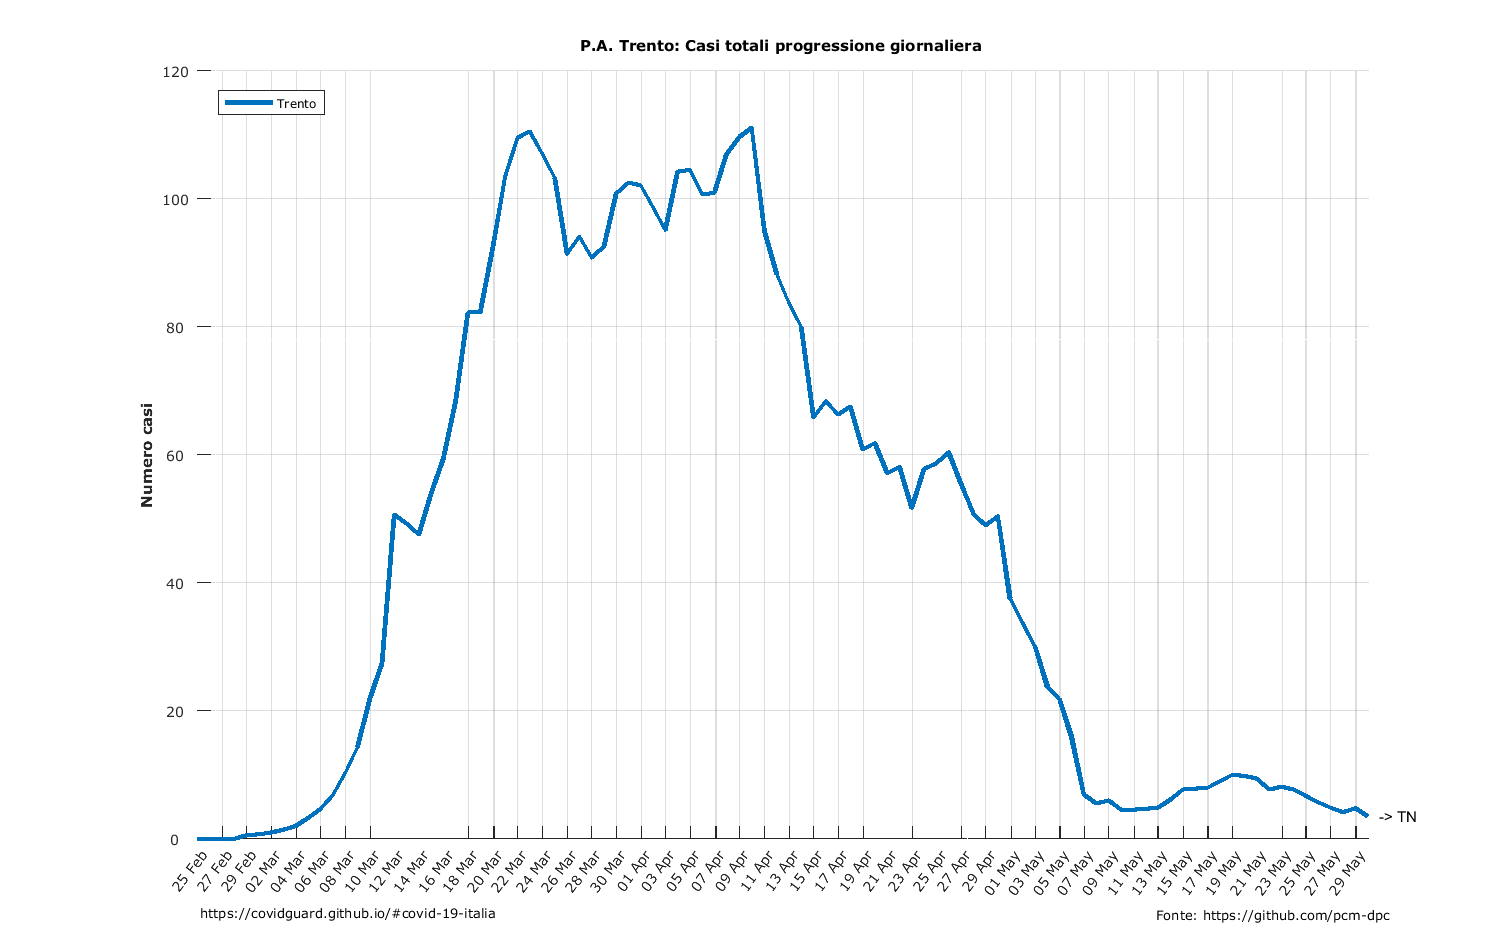 P.A. Trento: Casi totali progressione giornaliera
120
Trento
100
80
60
40
20
0
Numero casi
-> TN
25 Feb
27 Feb
29 Feb
02 Mar
04 Mar
06 Mar
08 Mar
10 Mar
12 Mar
14 Mar
16 Mar
18 Mar
20 Mar
22 Mar
24 Mar
26 Mar
28 Mar
30 Mar
01 Apr
03 Apr
05 Apr
07 Apr
09 Apr
11 Apr
13 Apr
15 Apr
17 Apr
19 Apr
21 Apr
23 Apr
25 Apr
27 Apr
29 Apr
01 May
03 May
05 May
07 May
09 May
11 May
13 May
15 May
17 May
19 May
21 May
23 May
25 May
27 May
29 May
https://covidguard.github.io/#covid-19-italia
Fonte: https://github.com/pcm-dpc